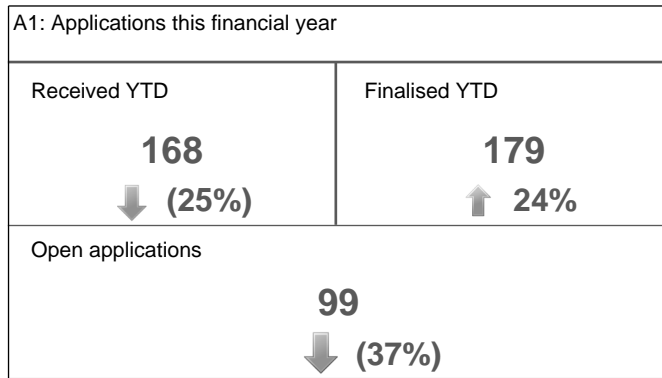 A1: Applications this financial year
Received YTD
168
(25%)
Finalised YTD
179
24%
Open applications
99
(37%)